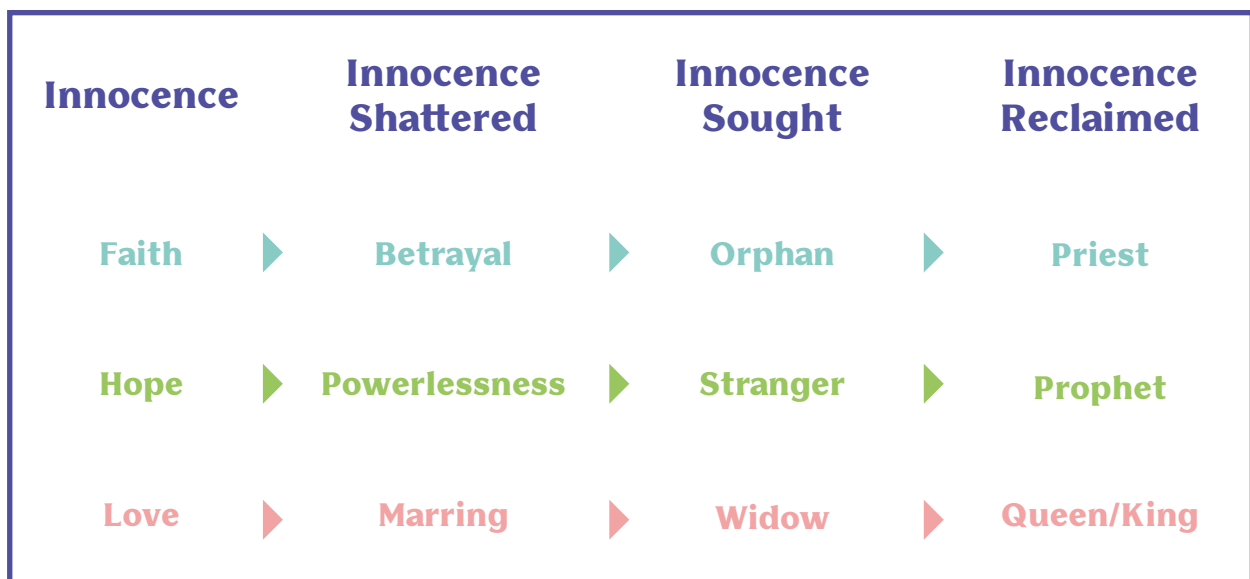 Innocence
Innocence
Shattered
Innocence
Sought
Innocence
Reclaimed
Faith Betrayal Orphan Priest
Hope Powerlessness Stranger Prophet
Love Marring Widow Queen/King